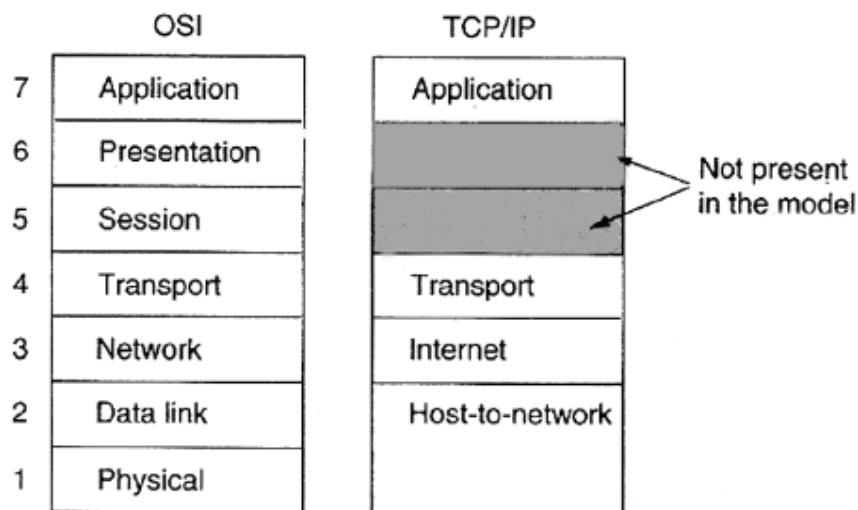 OSI TCP/IP
7 Application Application
6 Presentation
Not present
in the model
5 Session
4 Transport Transport
3 Network Internet
2 Data link Host-to-network
1 Physical